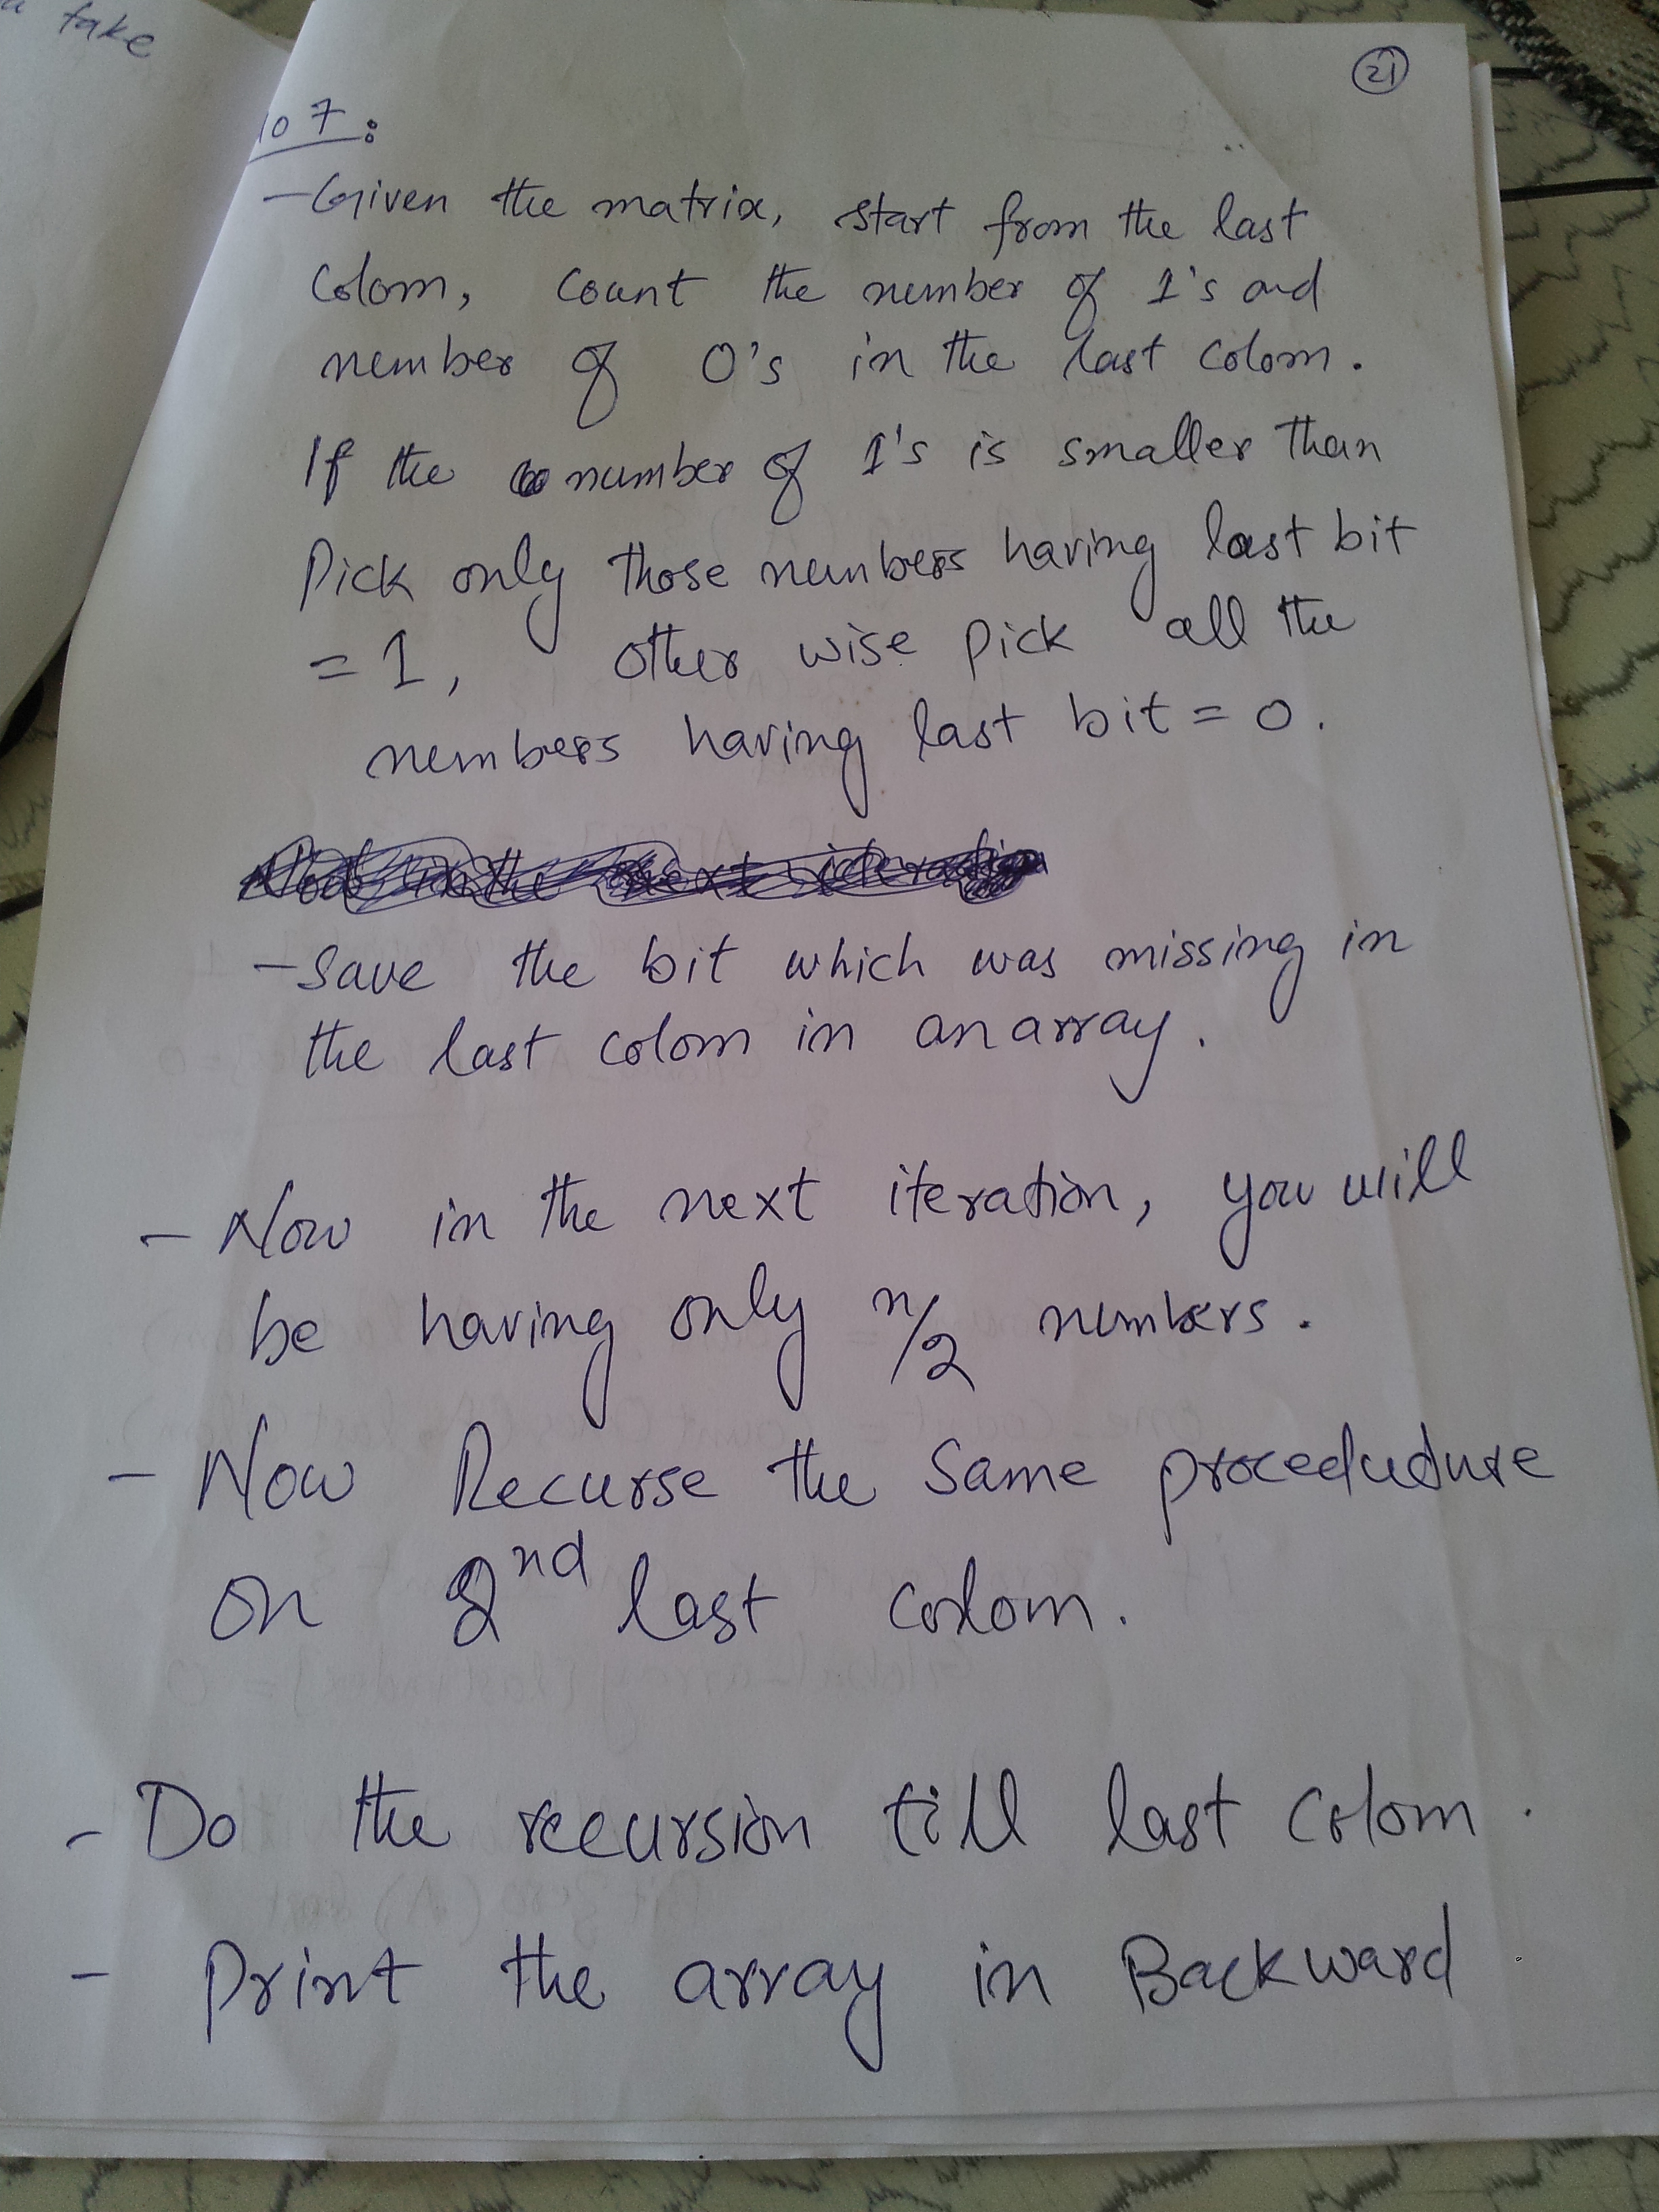 take
(21)
o 7 :
- Given the matrix, start from the last
colom, count the number of 1's and
number of 0's in the last colom.
If the number of 1's is smaller than
Pick only those numbers having last bit
= 1, other wise pick all the
numbers having last bit = 0.
- Save the bit which was missing in
the last colom in an array.
- Now in the next iteration, you will
be having only n/2 numbers.
- Now Recurse the same procedudure
on 2nd last colom.
- Do the recursion till last colom.
- Print the array in Backward